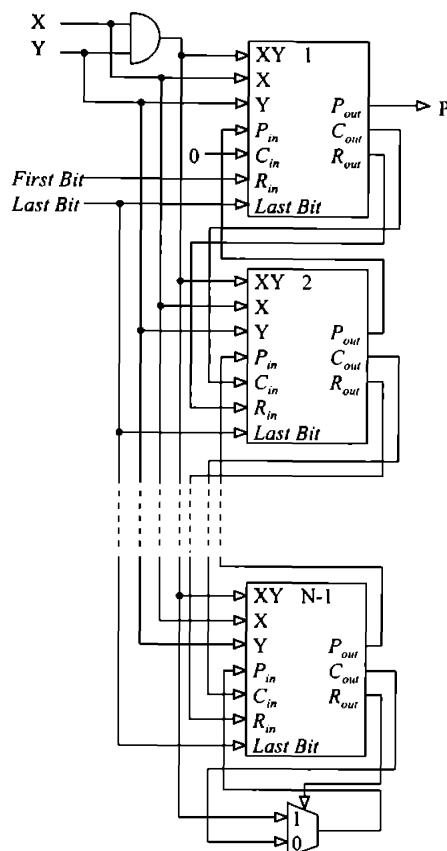 X
Y
XY 1
X
Y
P_in
0 C_in
First Bit R_in
Last Bit Last Bit
P_out P
C_out
R_out
XY 2
X
Y
P_in
C_in
R_in
Last Bit
P_out
C_out
R_out
XY N-1
X
Y
P_in
C_in
R_in
Last Bit
P_out
C_out
R_out
1
0